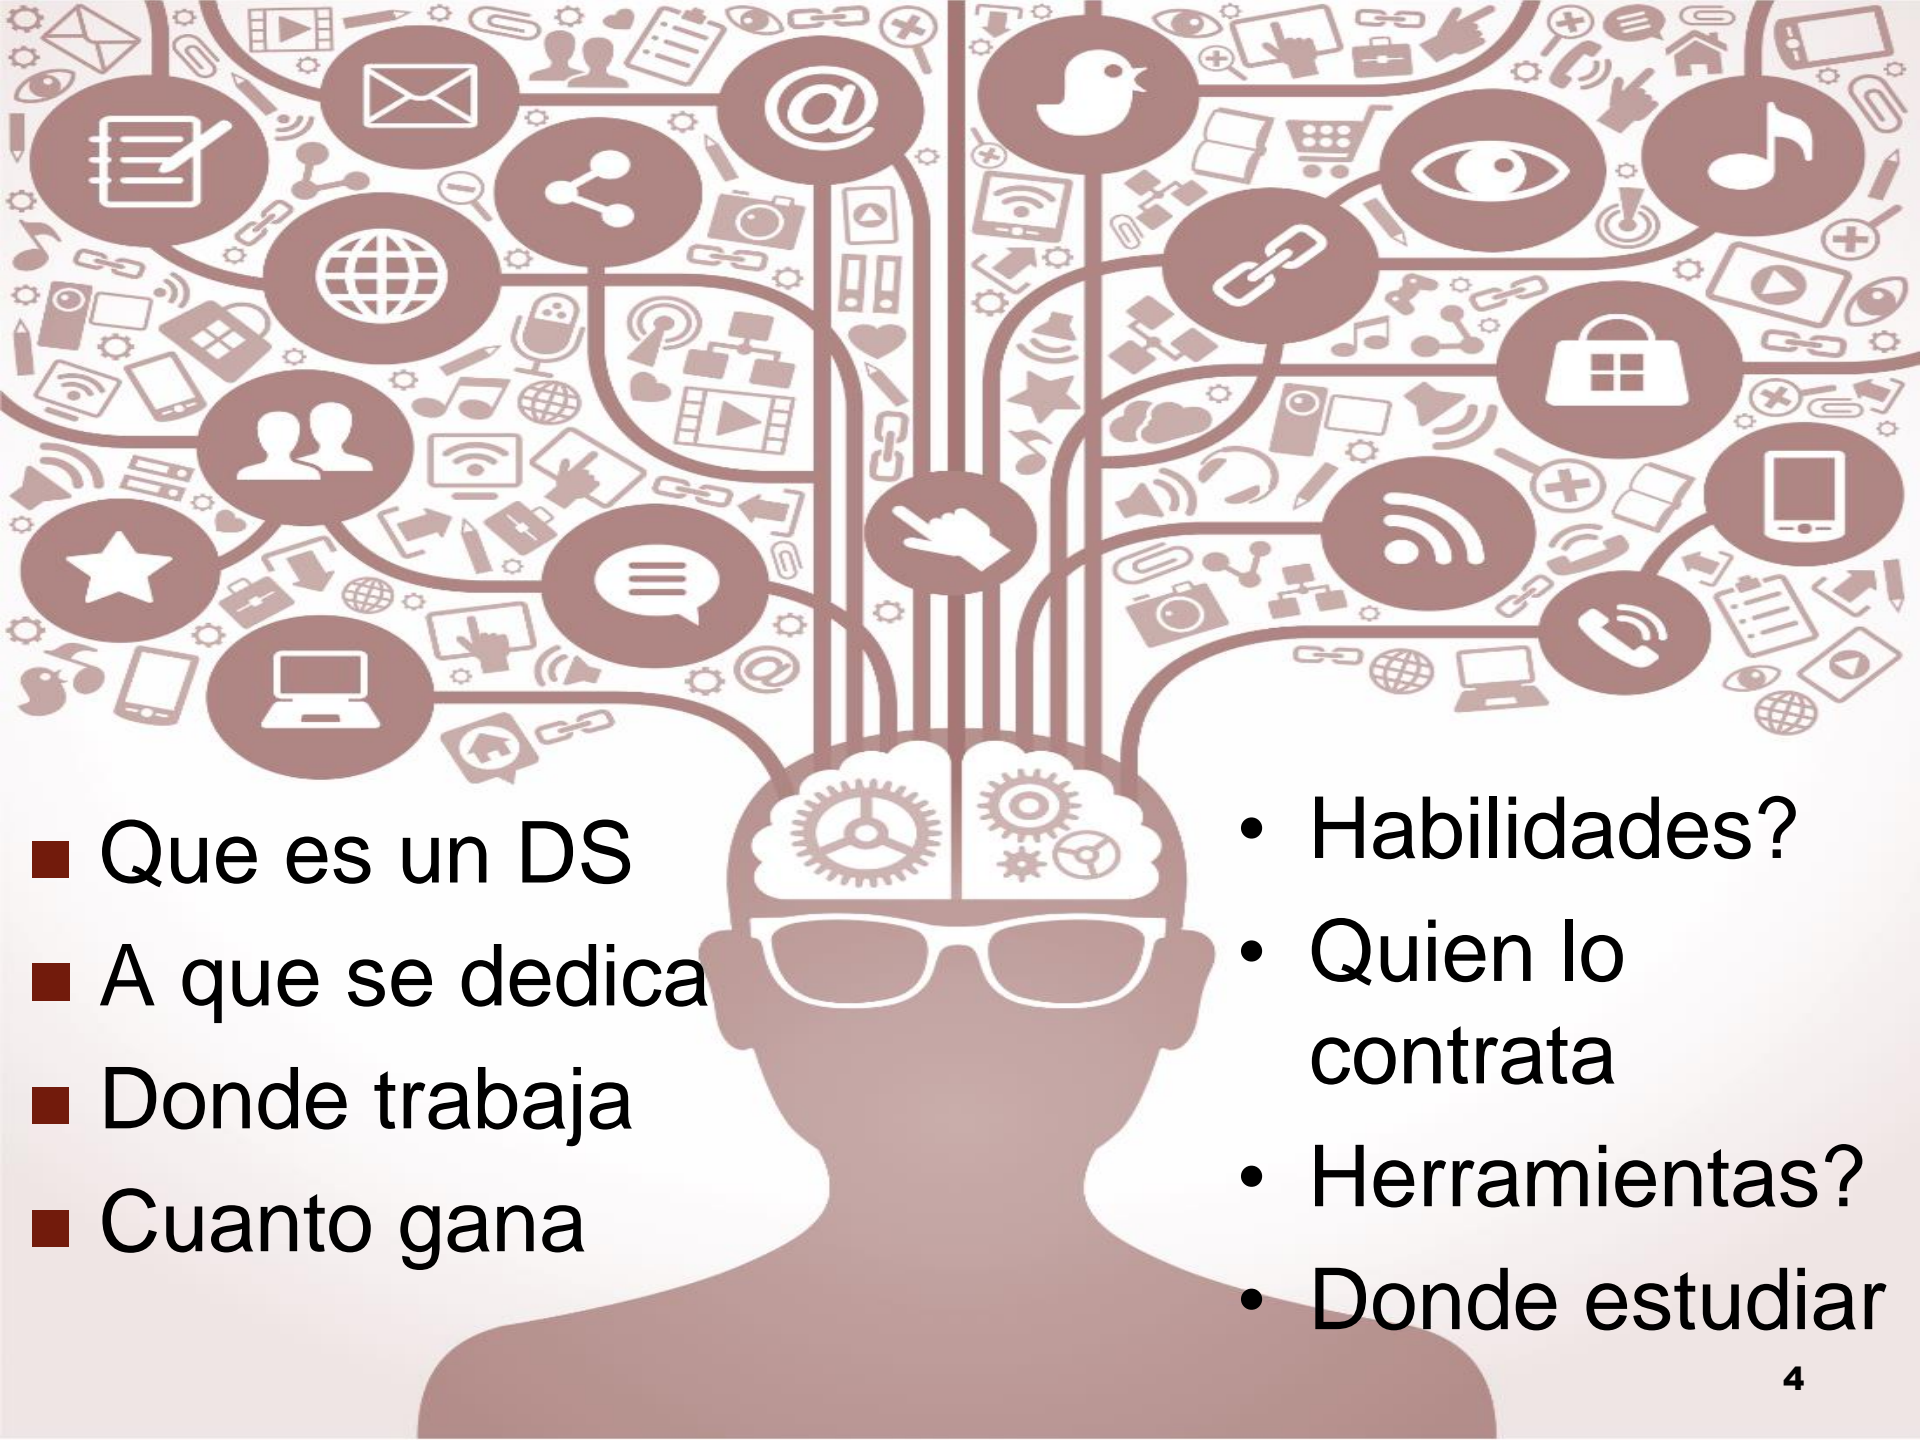 Que es un DS
A que se dedica
Donde trabaja
Cuanto gana
Habilidades?
Quien lo
contrata
Herramientas?
Donde estudiar
4